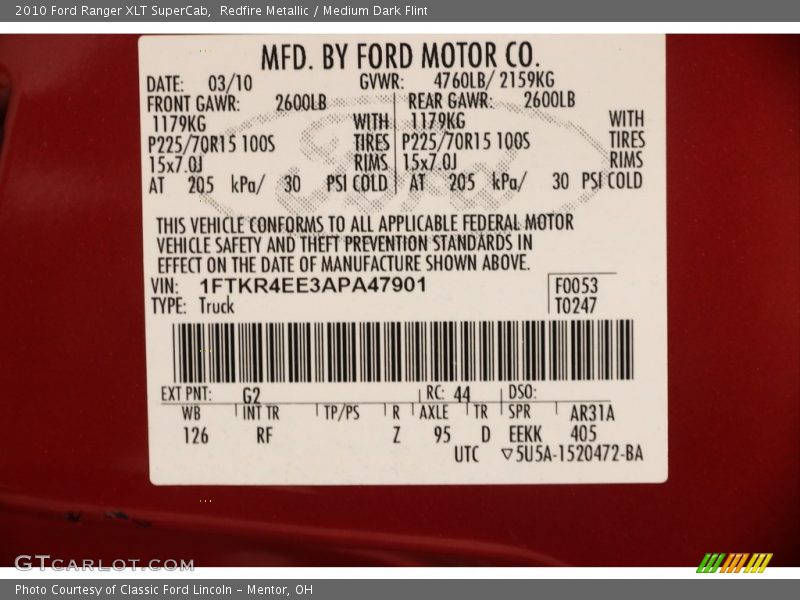 2010 Ford Ranger XLT SuperCab,  Redfire Metallic / Medium Dark Flint
MFD. BY FORD MOTOR CO.
DATE: 03/10 GVWR: 4760LB/ 2159KG
FRONT GAWR: 2600LB REAR GAWR: 2600LB
1179KG WITH 1179KG WITH
P225/70R15 100S TIRES P225/70R15 100S TIRES
15x7.0J RIMS 15x7.0J RIMS
AT 205 kPa/ 30 PSI COLD AT 205 kPa/ 30 PSI COLD
Ford
THIS VEHICLE CONFORMS TO ALL APPLICABLE FEDERAL MOTOR
VEHICLE SAFETY AND THEFT PREVENTION STANDARDS IN
EFFECT ON THE DATE OF MANUFACTURE SHOWN ABOVE.
VIN: 1FTKR4EE3APA47901 F0053
TYPE: Truck T0247
EXT PNT: G2 RC: 44 DSO:
WB INT TR TP/PS R AXLE TR SPR AR31A
126 RF Z 95 D EEKK 405
UTC ▽5U5A-1520472-BA
GTCARLOT.COM
Photo Courtesy of Classic Ford Lincoln – Mentor, OH